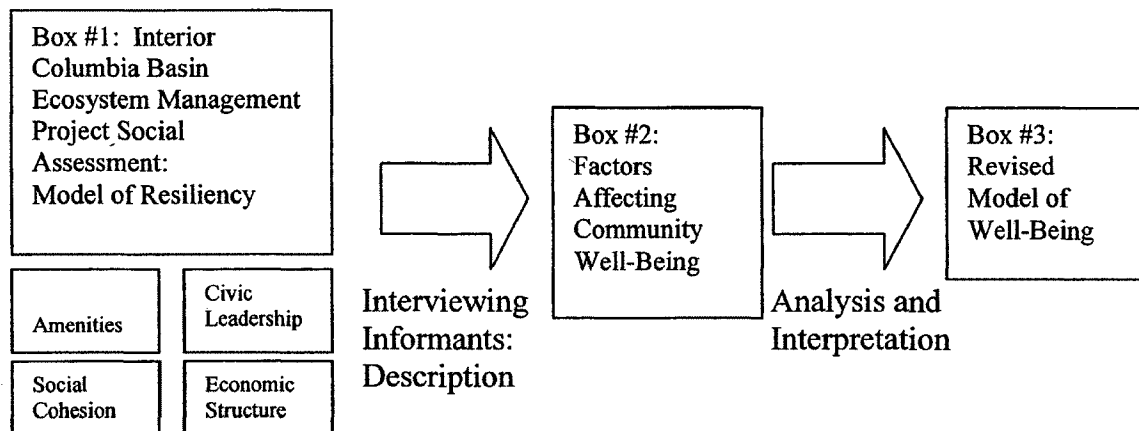 Box #1: Interior
Columbia Basin
Ecosystem Management
Project Social
Assessment:
Model of Resiliency
Amenities
Civic
Leadership
Social
Cohesion
Economic
Structure
Interviewing
Informants:
Description
Box #2:
Factors
Affecting
Community
Well-Being
Analysis and
Interpretation
Box #3:
Revised
Model of
Well-Being